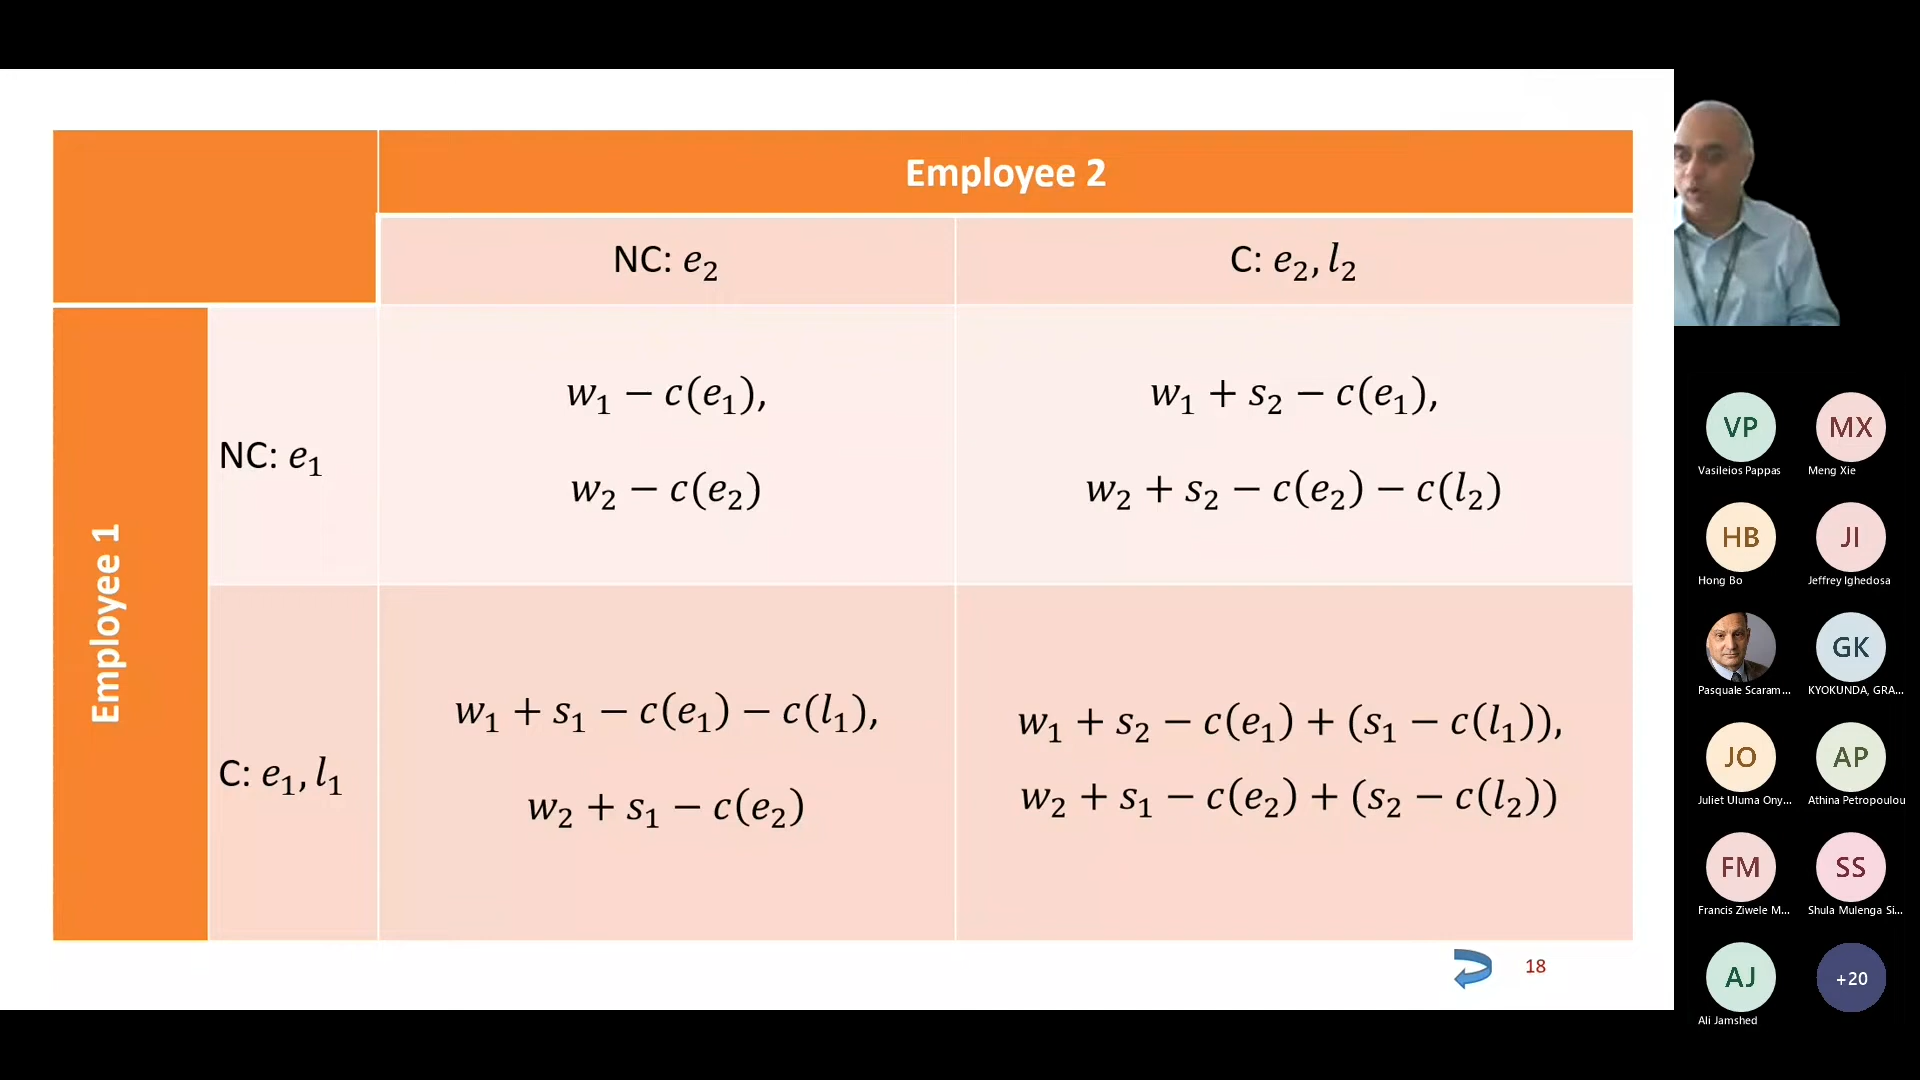 Employee 2
NC: e₂
C: e₂, l₂
Employee 1
NC: e₁
w₁ − c(e₁),
w₂ − c(e₂)
w₁ + s₂ − c(e₁),
w₂ + s₂ − c(e₂) − c(l₂)
C: e₁, l₁
w₁ + s₁ − c(e₁) − c(l₁),
w₂ + s₁ − c(e₂)
w₁ + s₂ − c(e₁) + (s₁ − c(l₁)),
w₂ + s₁ − c(e₂) + (s₂ − c(l₂))
18
VP
Vasileios Pappas
MX
Meng Xie
HB
Hong Bo
JI
Jeffrey Ighedosa
Pasquale Scaram...
GK
KYOKUNDA, GRA...
JO
Juliet Uluma Ony...
AP
Athina Petropoulou
FM
Francis Ziwele M...
SS
Shula Mulenga Si...
AJ
Ali Jamshed
+20